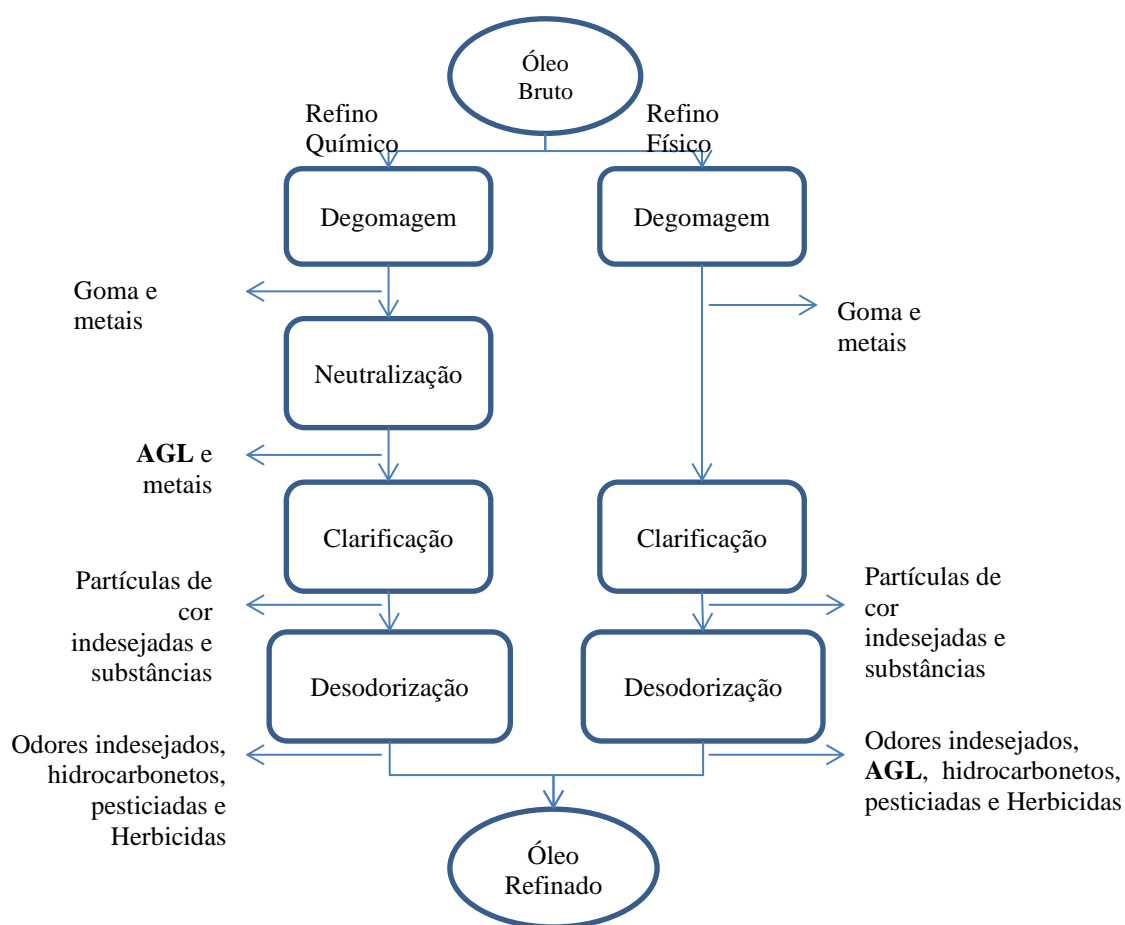 Óleo
Bruto
Refino
Químico
Refino
Físico
Degomagem
Degomagem
Goma e
metais
Goma e
metais
Neutralização
AGL e
metais
Clarificação
Clarificação
Partículas de
cor
indesejadas e
substâncias
Partículas de
cor
indesejadas e
substâncias
Desodorização
Desodorização
Odores indesejados,
hidrocarbonetos,
pesticiadas e
Herbicidas
Odores indesejados,
AGL, hidrocarbonetos,
pesticiadas e Herbicidas
Óleo
Refinado